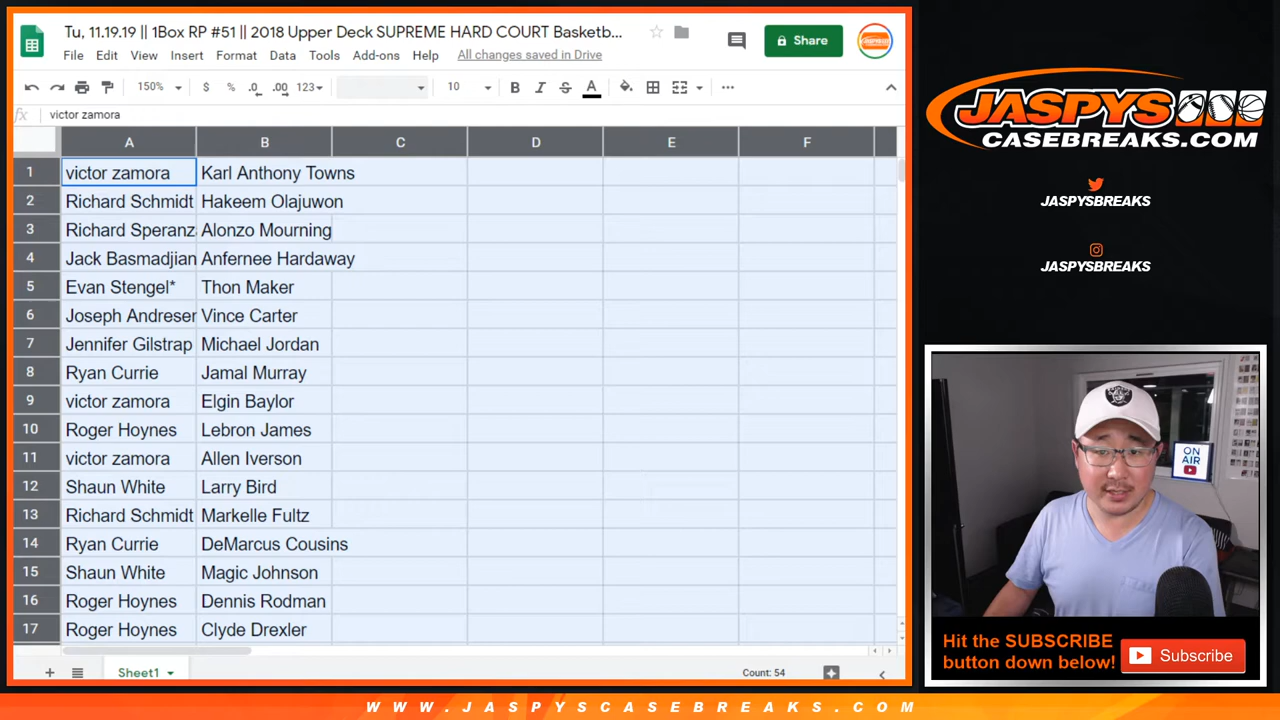 Tu, 11.19.19 || 1Box RP #51 || 2018 Upper Deck SUPREME HARD COURT Basketb...
Share
File Edit View Insert Format Data Tools Add-ons Help All changes saved in Drive
150% $ % .0 .00 123 10 B I S A
fx victor zamora
A B C D E F
1 victor zamora Karl Anthony Towns
2 Richard Schmidt Hakeem Olajuwon
3 Richard Speranz Alonzo Mourning
4 Jack Basmadjian Anfernee Hardaway
5 Evan Stengel* Thon Maker
6 Joseph Andreser Vince Carter
7 Jennifer Gilstrap Michael Jordan
8 Ryan Currie Jamal Murray
9 victor zamora Elgin Baylor
10 Roger Hoynes Lebron James
11 victor zamora Allen Iverson
12 Shaun White Larry Bird
13 Richard Schmidt Markelle Fultz
14 Ryan Currie DeMarcus Cousins
15 Shaun White Magic Johnson
16 Roger Hoynes Dennis Rodman
17 Roger Hoynes Clyde Drexler
Sheet1 Count: 54
JASPYS
CASEBREAKS.COM
JASPYSBREAKS
JASPYSBREAKS
ON
AIR
Hit the SUBSCRIBE
button down below!
Subscribe
WWW.JASPYSCASEBREAKS.COM